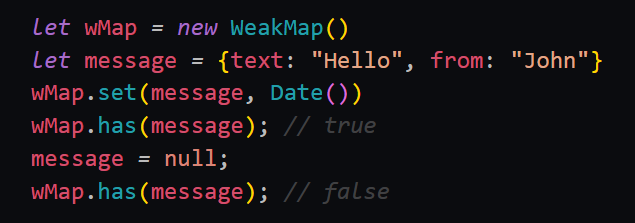 let wMap = new WeakMap()
let message = {text: "Hello", from: "John"}
wMap.set(message, Date())
wMap.has(message); // true
message = null;
wMap.has(message); // false